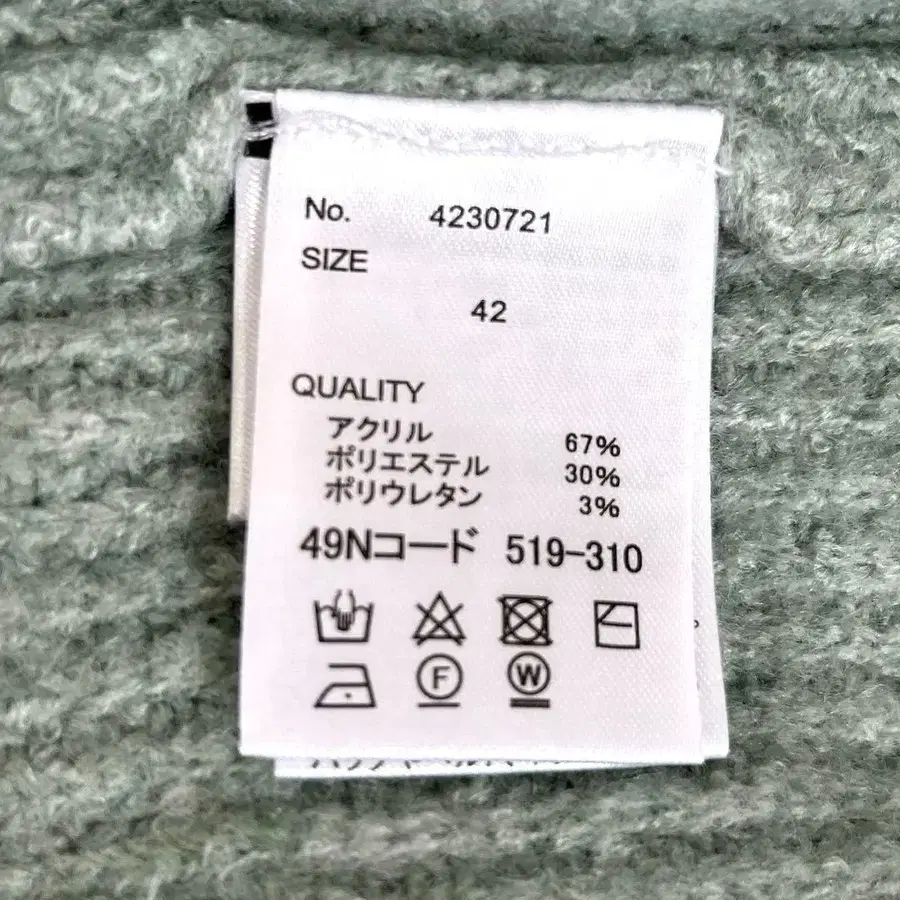 No. 4230721
SIZE
42
QUALITY
アクリル 67%
ポリエステル 30%
ポリウレタン 3%
49Nコード 519-310
F W